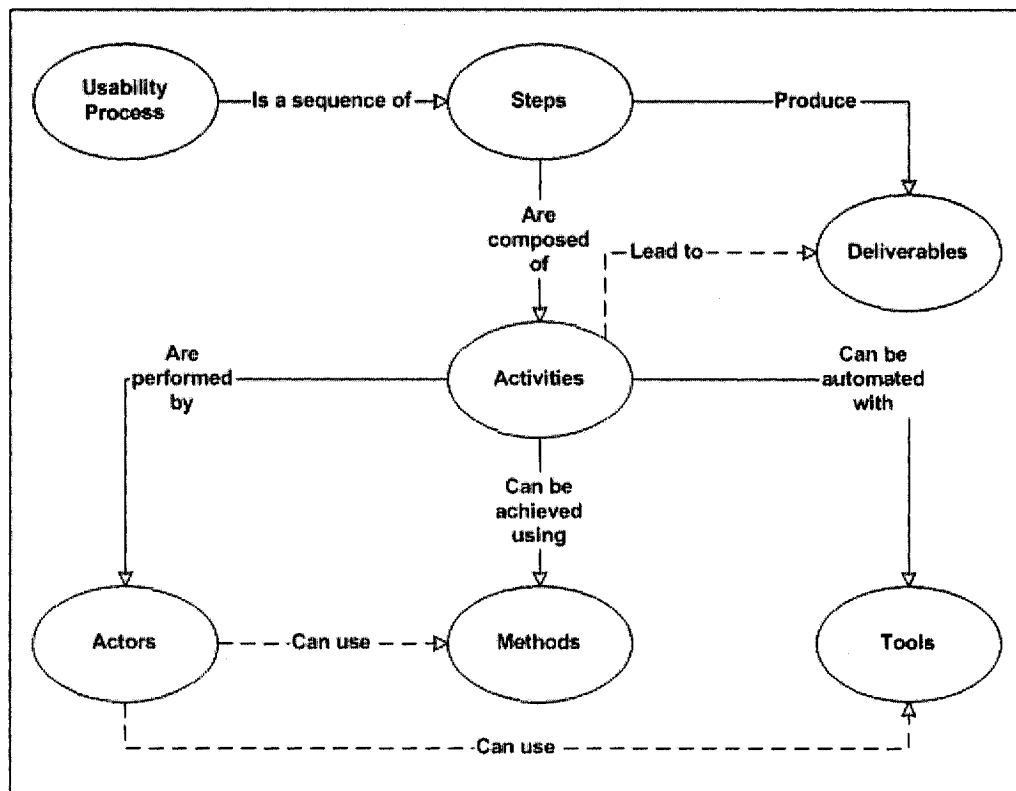 Usability
Process
Is a sequence of
Steps
Produce
Are
composed
of
Lead to
Deliverables
Are
performed
by
Activities
Can be
automated
with
Can be
achieved
using
Actors
Can use
Methods
Tools
Can use